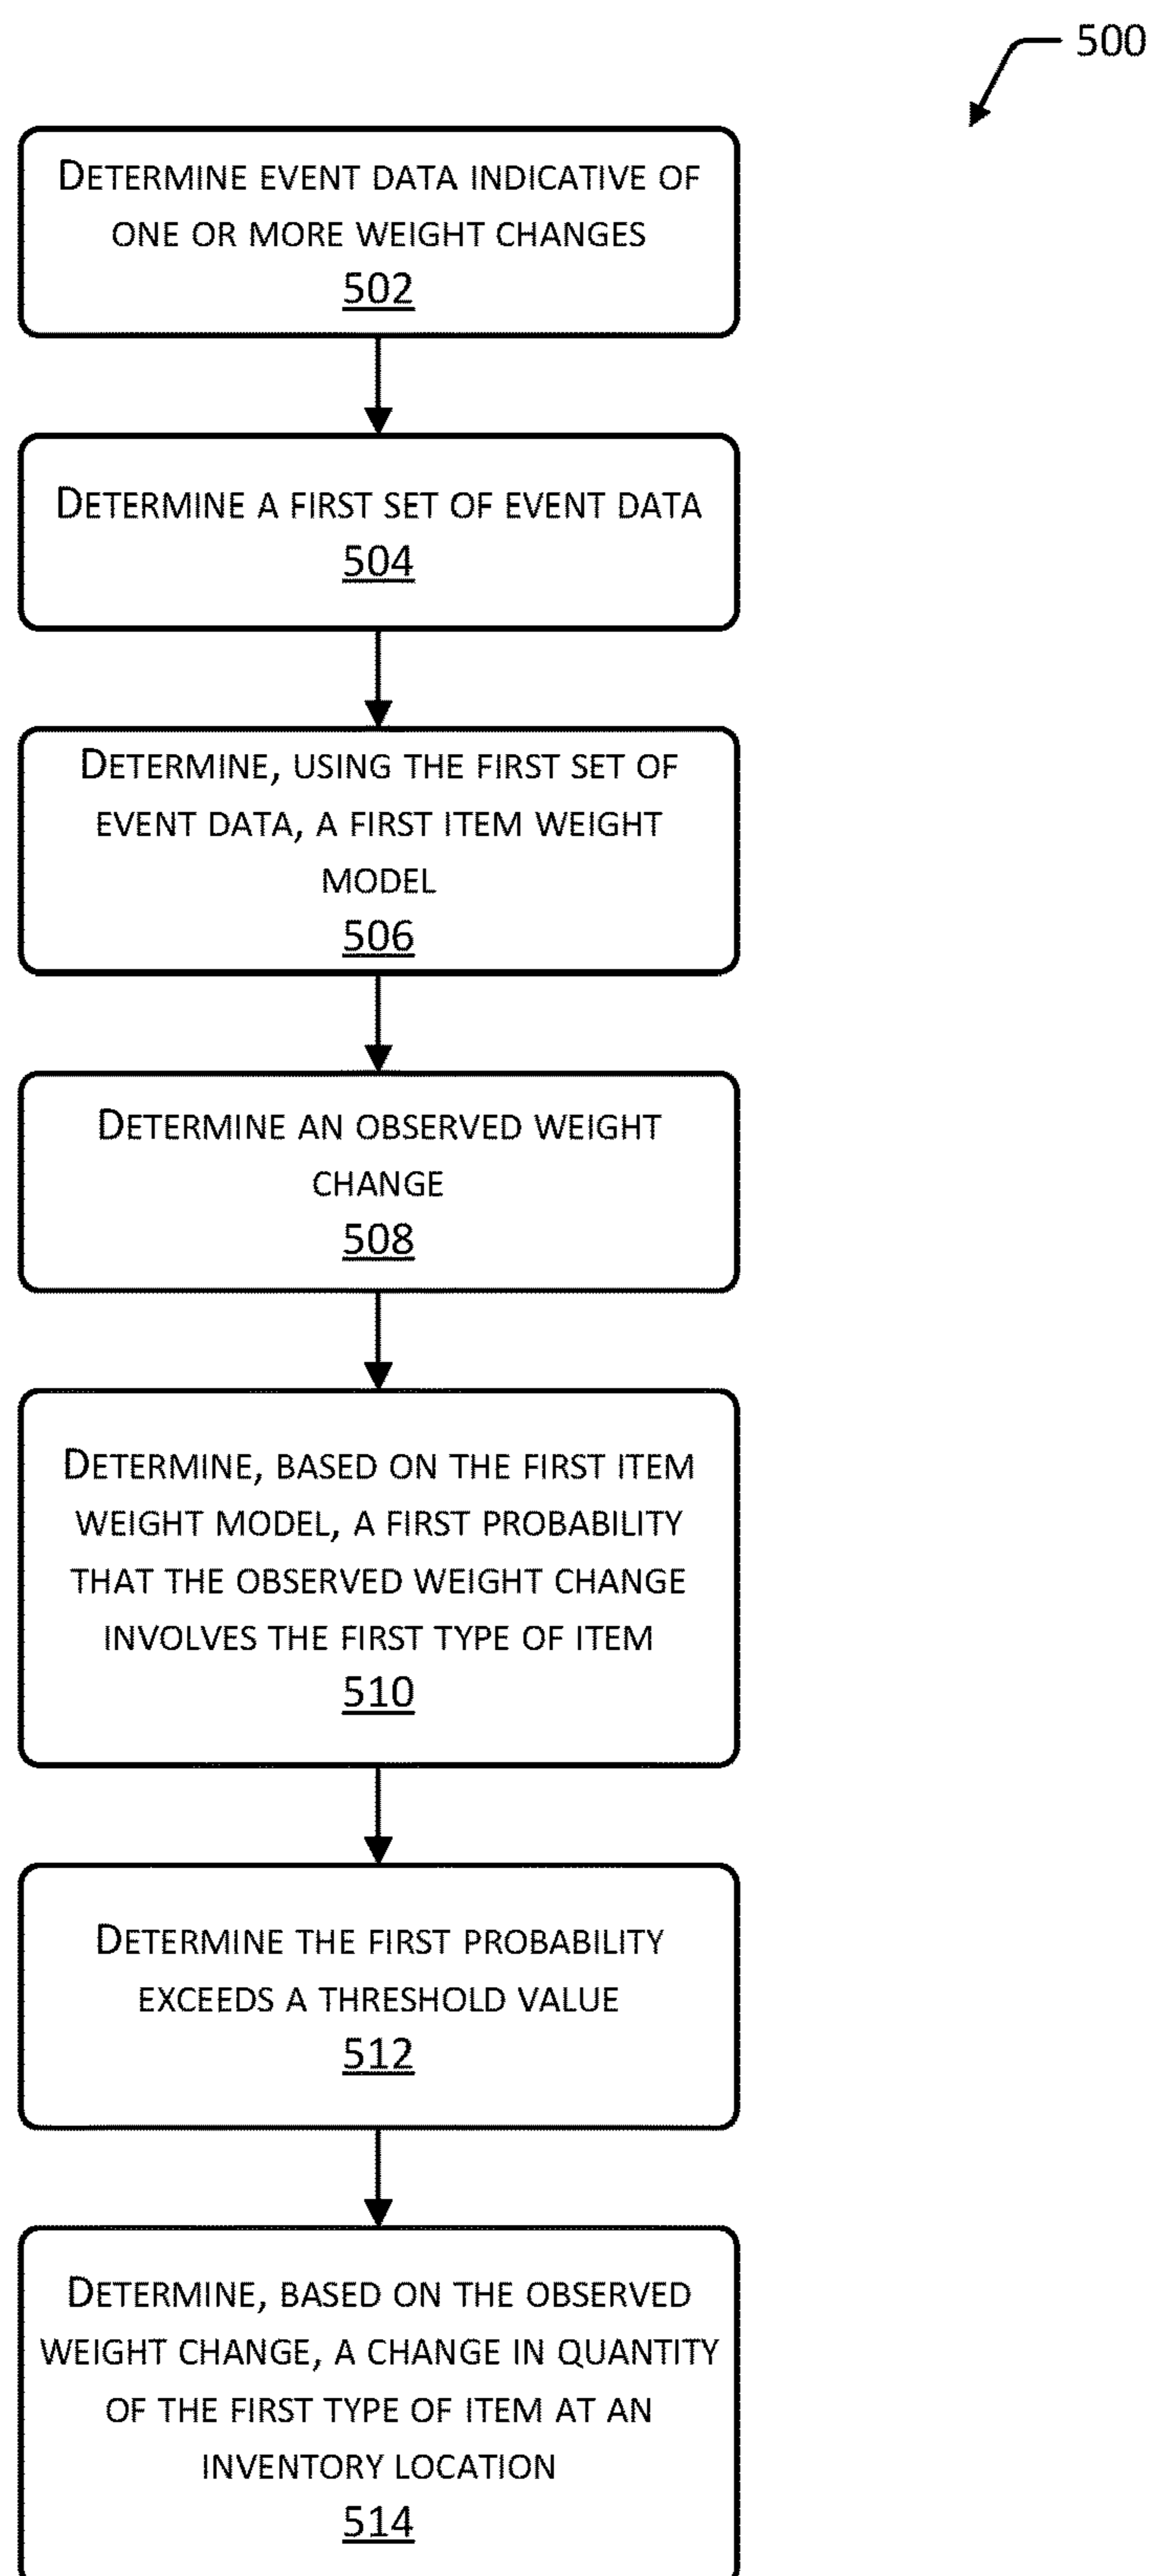 500
DETERMINE EVENT DATA INDICATIVE OF
ONE OR MORE WEIGHT CHANGES
502
DETERMINE A FIRST SET OF EVENT DATA
504
DETERMINE, USING THE FIRST SET OF
EVENT DATA, A FIRST ITEM WEIGHT
MODEL
506
DETERMINE AN OBSERVED WEIGHT
CHANGE
508
DETERMINE, BASED ON THE FIRST ITEM
WEIGHT MODEL, A FIRST PROBABILITY
THAT THE OBSERVED WEIGHT CHANGE
INVOLVES THE FIRST TYPE OF ITEM
510
DETERMINE THE FIRST PROBABILITY
EXCEEDS A THRESHOLD VALUE
512
DETERMINE, BASED ON THE OBSERVED
WEIGHT CHANGE, A CHANGE IN QUANTITY
OF THE FIRST TYPE OF ITEM AT AN
INVENTORY LOCATION
514